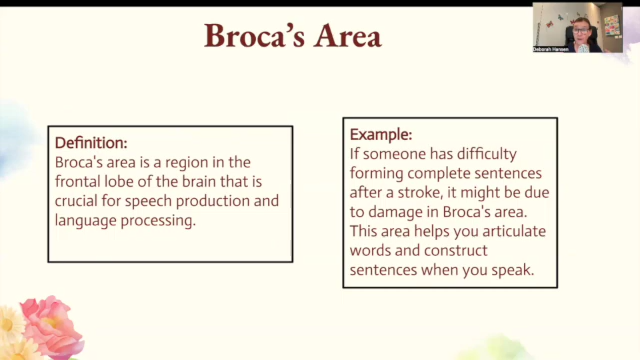 Broca's Area
Deborah Hansen
Definition:
Broca's area is a region in the
frontal lobe of the brain that is
crucial for speech production and
language processing.
Example:
If someone has difficulty
forming complete sentences
after a stroke, it might be due
to damage in Broca's area.
This area helps you articulate
words and construct
sentences when you speak.